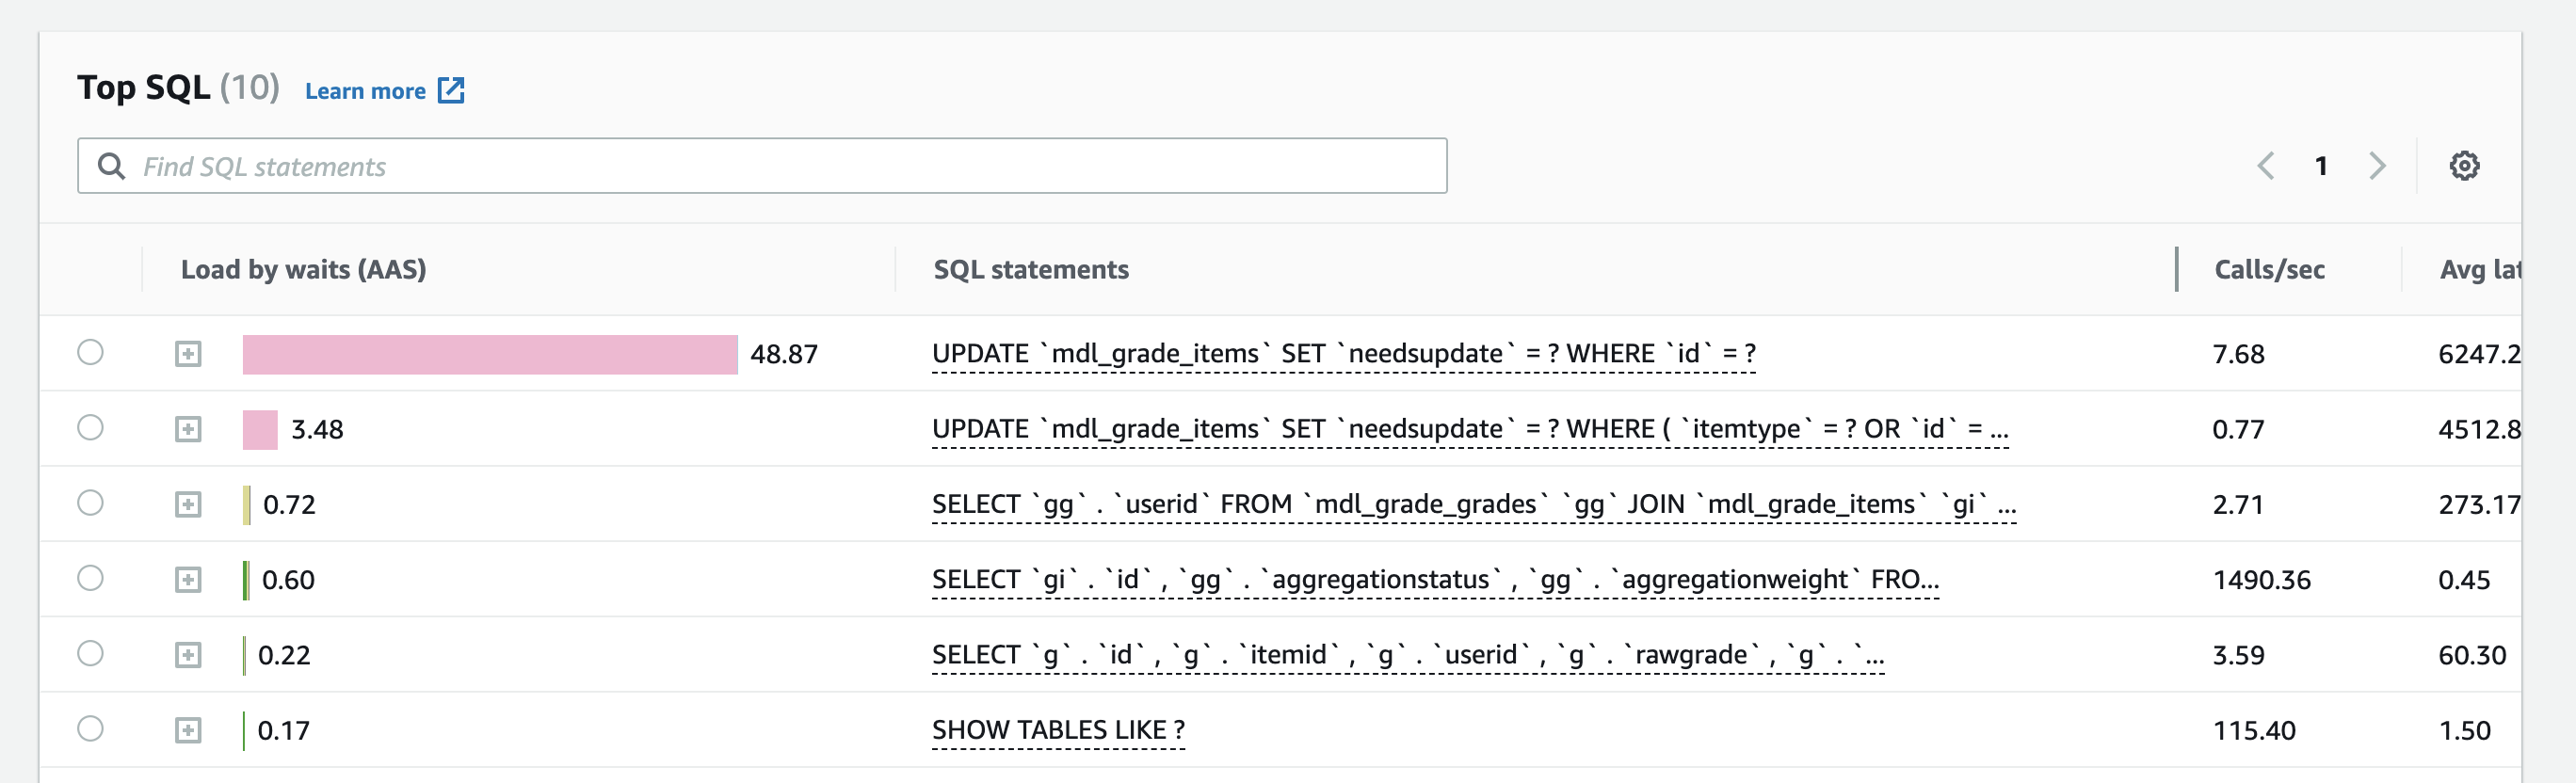 Top SQL (10) Learn more
Find SQL statements
1
Load by waits (AAS) SQL statements Calls/sec Avg lat
48.87 UPDATE `mdl_grade_items` SET `needsupdate` = ? WHERE `id` = ? 7.68 6247.2
3.48 UPDATE `mdl_grade_items` SET `needsupdate` = ? WHERE ( `itemtype` = ? OR `id` = ... 0.77 4512.8
0.72 SELECT `gg` . `userid` FROM `mdl_grade_grades` `gg` JOIN `mdl_grade_items` `gi` ... 2.71 273.17
0.60 SELECT `gi` . `id` , `gg` . `aggregationstatus` , `gg` . `aggregationweight` FRO... 1490.36 0.45
0.22 SELECT `g` . `id` , `g` . `itemid` , `g` . `userid` , `g` . `rawgrade` , `g` . `... 3.59 60.30
0.17 SHOW TABLES LIKE ? 115.40 1.50